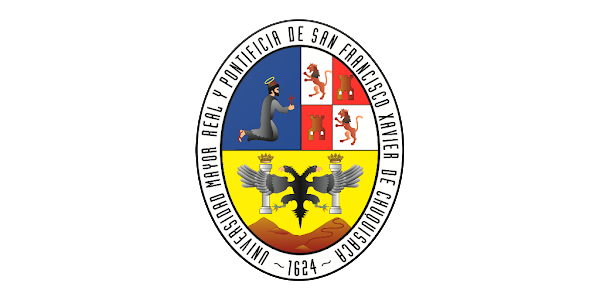 UNIVERSIDAD MAYOR REAL Y PONTIFICIA DE SAN FRANCISCO XAVIER DE CHUQUISACA
~1624~